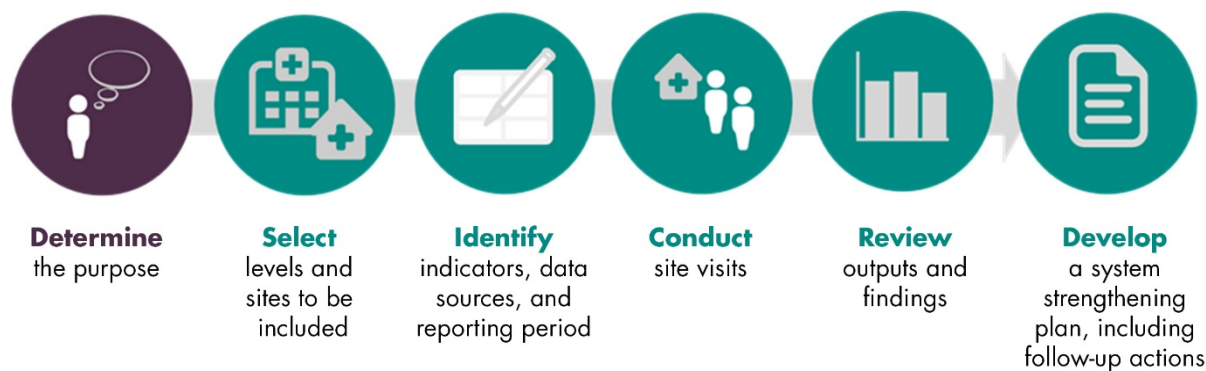 Determine
the purpose
Select
levels and
sites to be
included
Identify
indicators, data
sources, and
reporting period
Conduct
site visits
Review
outputs and
findings
Develop
a system
strengthening
plan, including
follow-up actions